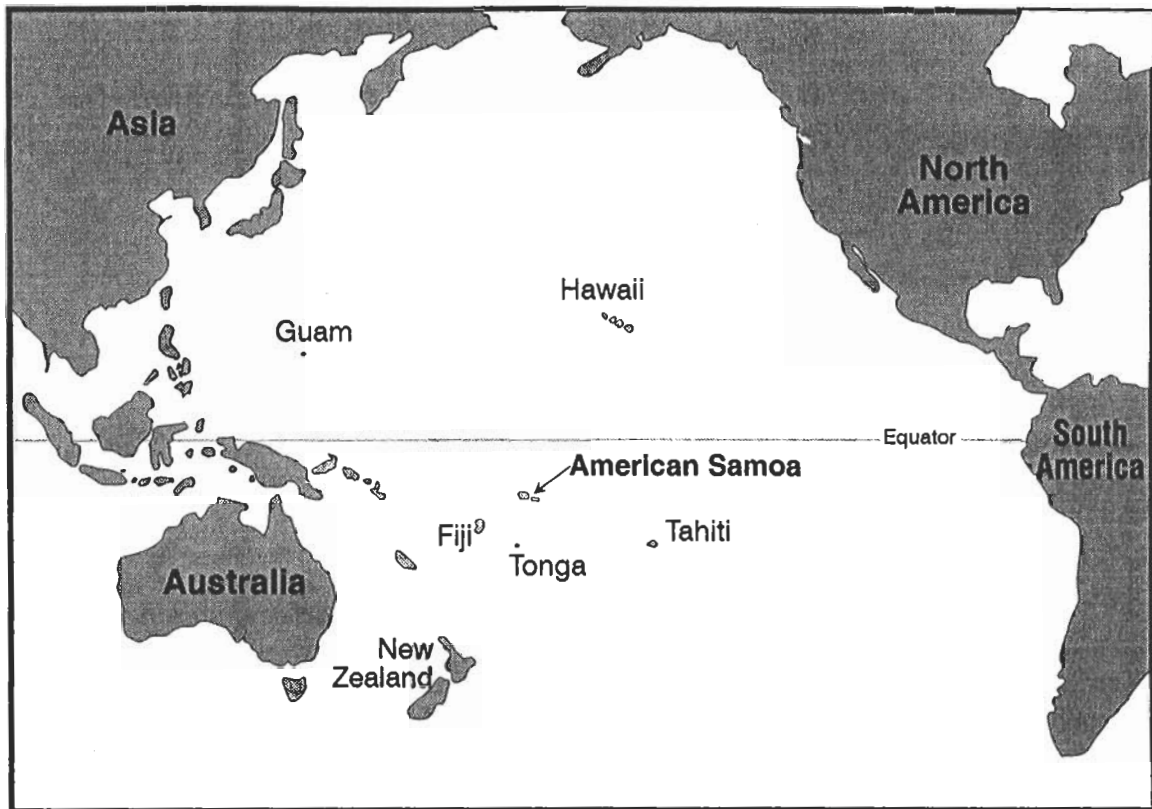 Asia
North
America
Hawaii
Guam
Equator
South
America
American Samoa
Fiji
Tonga
Tahiti
Australia
New
Zealand